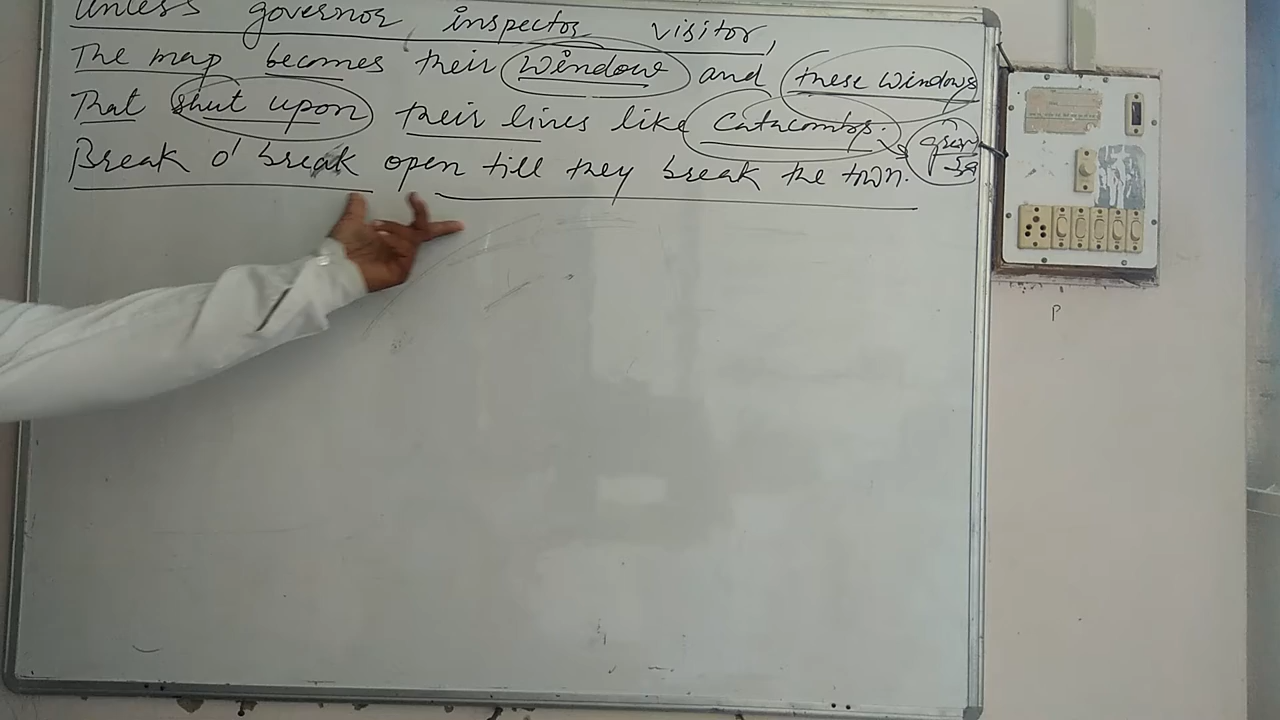 Unless governor inspector visitor,
The map becomes their window and these windows
That shut upon their lives like Catacombs.
Break o' break open till they break the town.
P